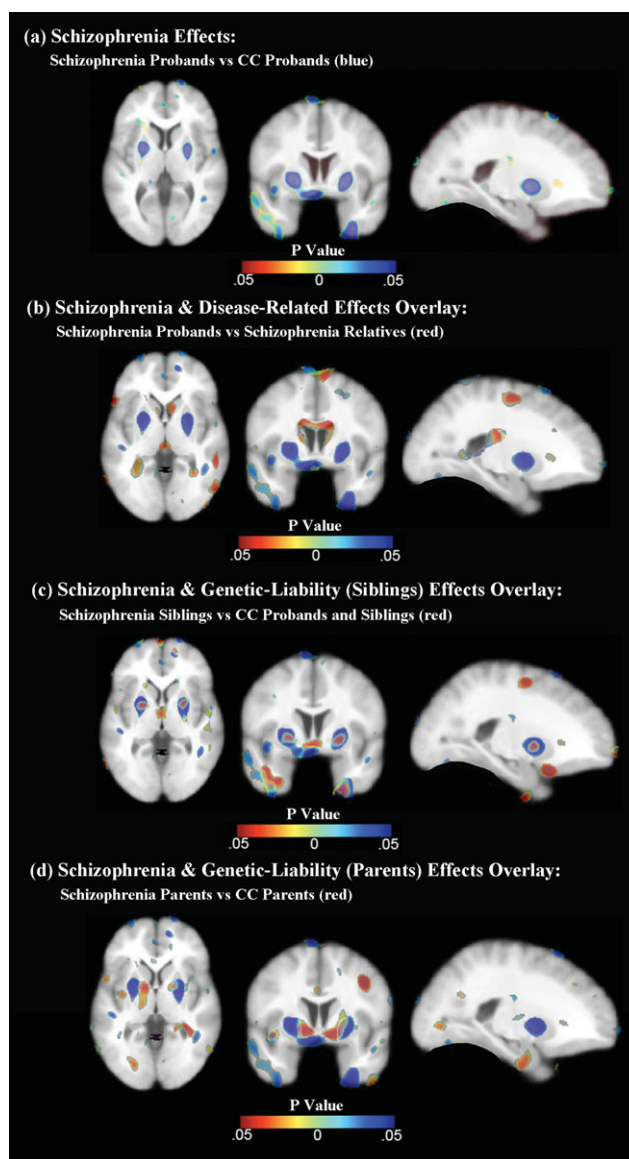 (a) Schizophrenia Effects:
Schizophrenia Probands vs CC Probands (blue)
P Value
.05 0 .05
(b) Schizophrenia & Disease-Related Effects Overlay:
Schizophrenia Probands vs Schizophrenia Relatives (red)
P Value
.05 0 .05
(c) Schizophrenia & Genetic-Liability (Siblings) Effects Overlay:
Schizophrenia Siblings vs CC Probands and Siblings (red)
P Value
.05 0 .05
(d) Schizophrenia & Genetic-Liability (Parents) Effects Overlay:
Schizophrenia Parents vs CC Parents (red)
P Value
.05 0 .05